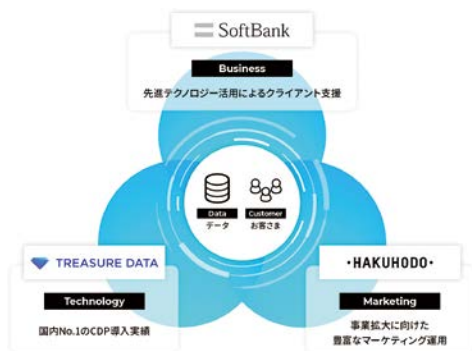 SoftBank
Business
先進テクノロジー活用によるクライアント支援
Data
データ
Customer
お客さま
TREASURE DATA
Technology
国内No.1のCDP導入実績
・HAKUHODO・
Marketing
事業拡大に向けた
豊富なマーケティング運用